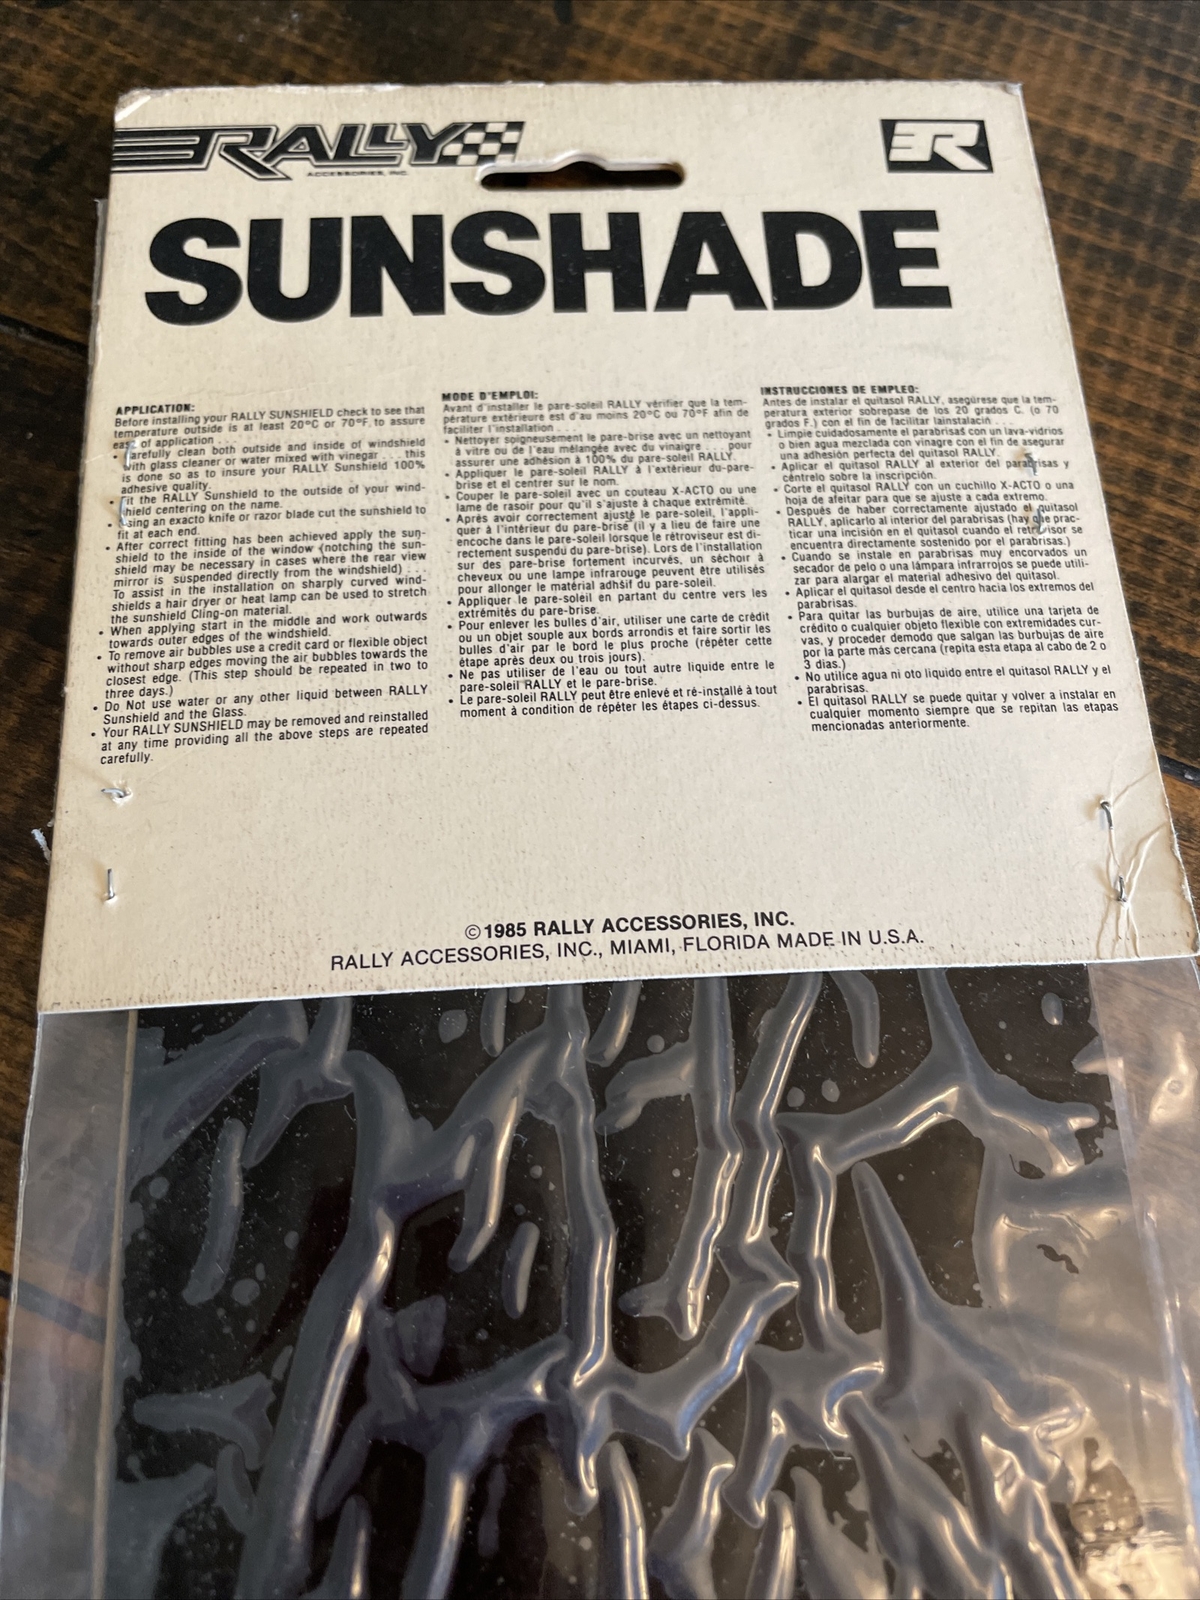 RALLY
ACCESSORIES, INC.
R
SUNSHADE
APPLICATION:
Before installing your RALLY SUNSHIELD check to see that
temperature outside is at least 20°C or 70°F, to assure
ease of application . . .
• Carefully clean both outside and inside of windshield
with glass cleaner or water mixed with vinegar . . . this
is done so as to insure your RALLY Sunshield 100%
adhesive quality.
• Fit the RALLY Sunshield to the outside of your wind-
shield centering on the name.
• Using an exacto knife or razor blade cut the sunshield to
fit at each end.
• After correct fitting has been achieved apply the sun-
shield to the inside of the window (notching the sun-
shield may be necessary in cases where the rear view
mirror is suspended directly from the windshield) . . .
To assist in the installation on sharply curved wind-
shields a hair dryer or heat lamp can be used to stretch
the sunshield Cling-on material.
• When applying start in the middle and work outwards
towards outer edges of the windshield.
• To remove air bubbles use a credit card or flexible object
without sharp edges moving the air bubbles towards the
closest edge. (This step should be repeated in two to
three days.)
• Do Not use water or any other liquid between RALLY
Sunshield and the Glass.
• Your RALLY SUNSHIELD may be removed and reinstalled
at any time providing all the above steps are repeated
carefully.
MODE D'EMPLOI:
Avant d'installer le pare-soleil RALLY vérifier que la tem-
pérature extérieure est d'au moins 20°C ou 70°F afin de
faciliter l'installation . . .
• Nettoyer soigneusement le pare-brise avec un nettoyant
à vitre ou de l'eau mélangée avec du vinaigre . . . pour
assurer une adhésion à 100% du pare-soleil RALLY.
• Appliquer le pare-soleil RALLY à l'extérieur du-pare-
brise et el centrer sur le nom.
• Couper le pare-soleil avec un couteau X-ACTO ou une
lame de rasoir pour qu'il s'ajuste à chaque extrémité.
• Après avoir correctement ajusté le pare-soleil, l'appli-
quer à l'intérieur du pare-brise (il y a lieu de faire une
encoche dans le pare-soleil lorsque le rétroviseur est di-
rectement suspendu du pare-brise). Lors de l'installation
sur des pare-brise fortement incurvés, un séchoir à
cheveux ou une lampe infrarouge peuvent être utilisés
pour allonger le matérial adhésif du pare-soleil.
• Appliquer le pare-soleil en partant du centre vers les
extrémités du pare-brise.
• Pour enlever les bulles d'air, utiliser une carte de crédit
ou un objet souple aux bords arrondis et faire sortir les
bulles d'air par le bord le plus proche (répéter cette
étape après deux ou trois jours).
• Ne pas utiliser de l'eau ou tout autre liquide entre le
pare-soleil RALLY et le pare-brise.
• Le pare-soleil RALLY peut être enlevé et ré-installé à tout
moment à condition de répéter les étapes ci-dessus.
INSTRUCCIONES DE EMPLEO:
Antes de instalar el quitasol RALLY, asegúrese que la tem-
peratura exterior sobrepase de los 20 grados C. (o 70
grados F.) con el fin de facilitar lainstalació . . .
• Limpie cuidadosamente el parabrisas con un lava-vidrios
o bien agua mezclada con vinagre con el fin de asegurar
una adhesión perfecta del quitasol RALLY.
• Aplicar el quitasol RALLY al exterior del parabrisas y
céntrelo sobre la inscripción.
• Corte el quitasol RALLY con un cuchillo X-ACTO o una
hoja de afeitar para que se ajuste a cada extremo.
• Después de haber correctamente ajustado el quitasol
RALLY, aplicarlo al interior del parabrisas (hay que prac-
ticar una incisión en el quitasol cuando el retrovisor se
encuentra directamente sostenido por el parabrisas.)
• Cuando se instale en parabrisas muy encorvados un
secador de pelo o una lámpara infrarrojos se puede utili-
zar para alargar el material adhesivo del quitasol.
• Aplicar el quitasol desde el centro hacia los extremos del
parabrisas.
• Para quitar las burbujas de aire, utilice una tarjeta de
crédito o cualquier objeto flexible con extremidades cur-
vas, y proceder demodo que salgan las burbujas de aire
por la parte más cercana (repita esta etapa al cabo de 2 o
3 dias.)
• No utilice agua ni oto liquido entre el quitasol RALLY y el
parabrisas.
• El quitasol RALLY se puede quitar y volver a instalar en
cualquier momento siempre que se repitan las etapas
mencionadas anteriormente.
©1985 RALLY ACCESSORIES, INC.
RALLY ACCESSORIES, INC., MIAMI, FLORIDA MADE IN U.S.A.